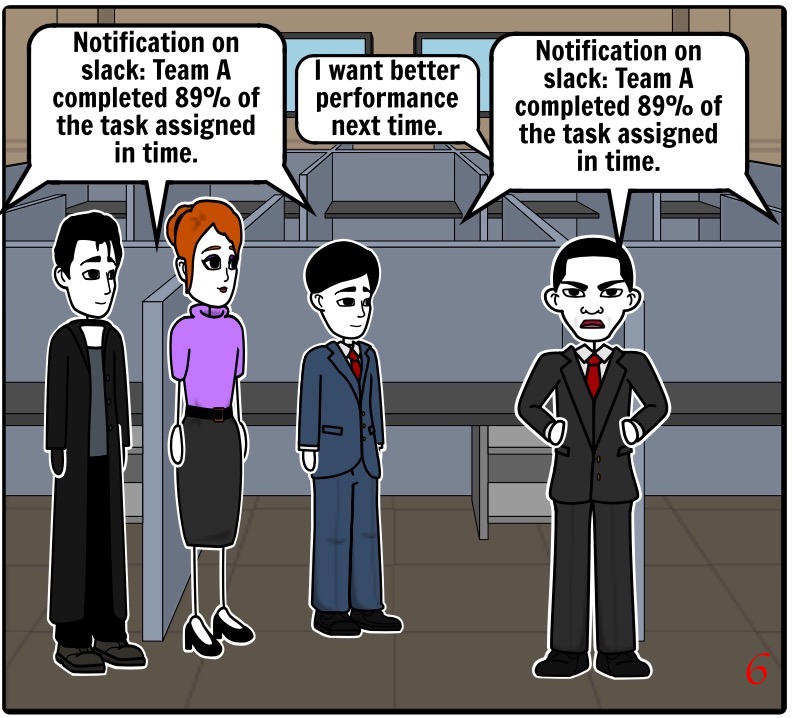 Notification on
slack: Team A
completed 89% of
the task assigned
in time.
I want better
performance
next time.
Notification on
slack: Team A
completed 89% of
the task assigned
in time.
6